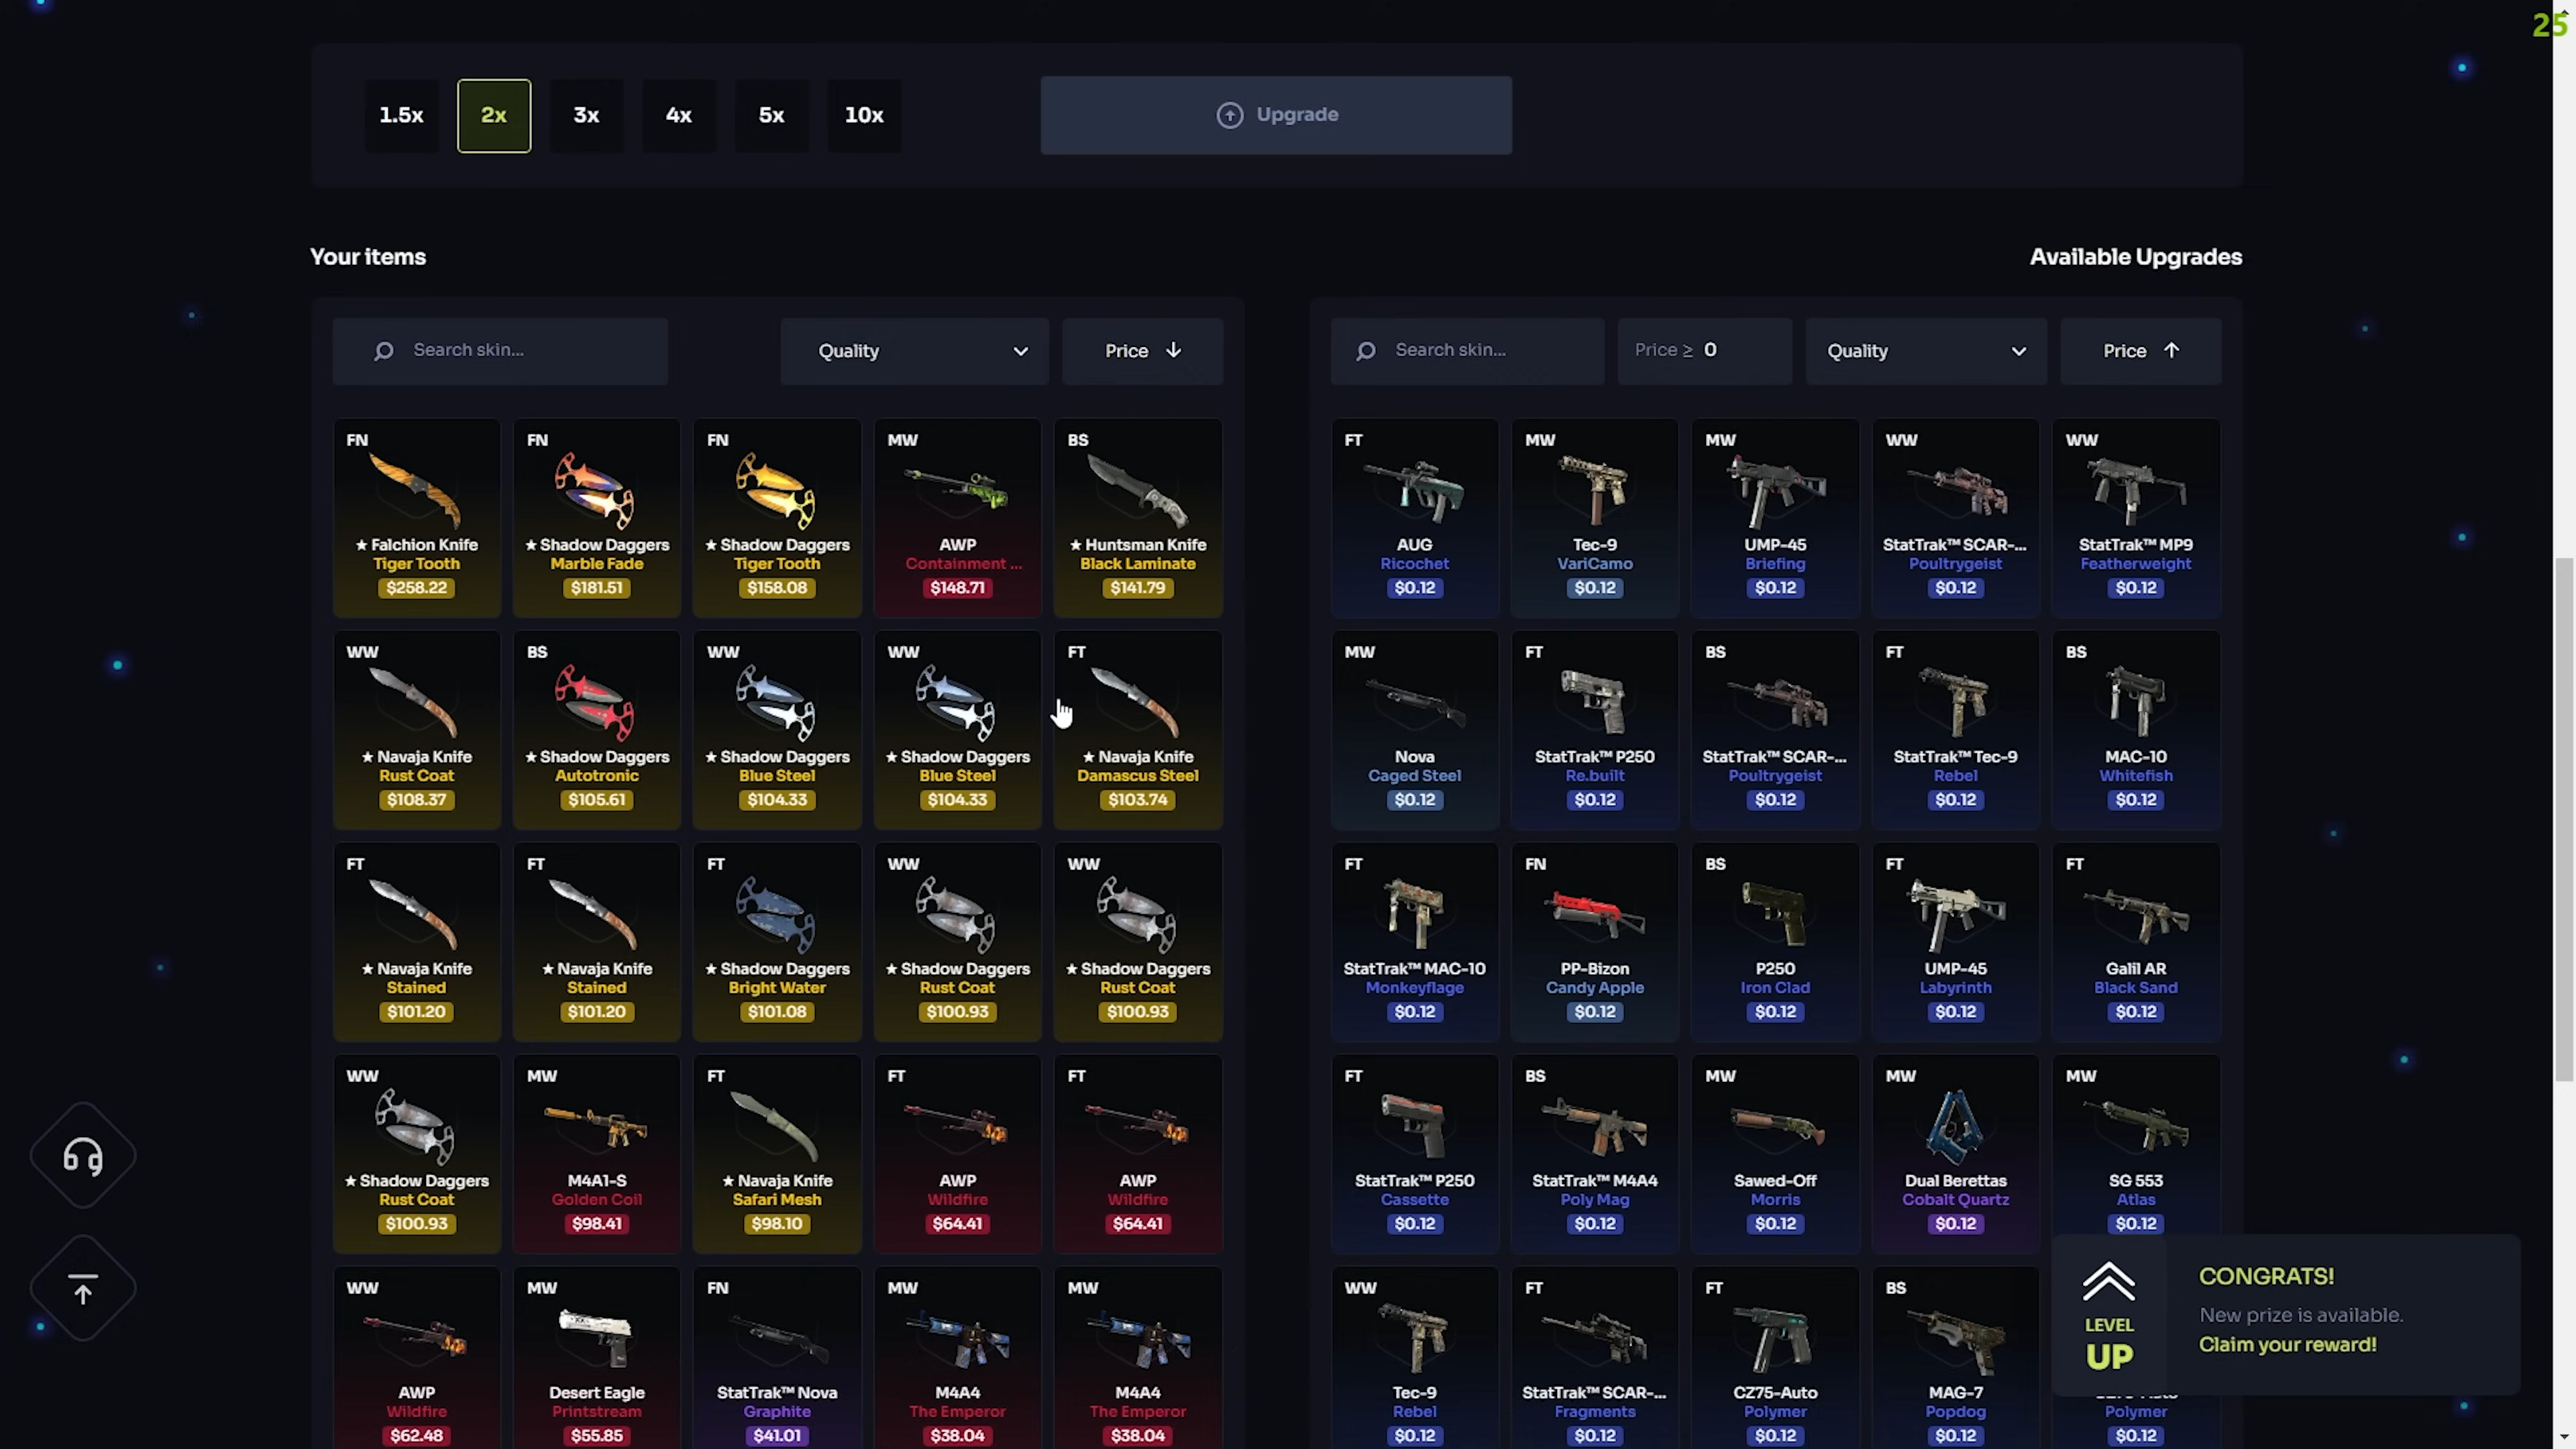 25
1.5x 2x 3x 4x 5x 10x Upgrade
Your items
Available Upgrades
Search skin... Quality Price
Search skin... Price ≥ 0 Quality Price
FN FN FN MW BS
★ Falchion Knife ★ Shadow Daggers ★ Shadow Daggers AWP ★ Huntsman Knife
Tiger Tooth Marble Fade Tiger Tooth Containment ... Black Laminate
$258.22 $181.51 $158.08 $148.71 $141.79
WW BS WW WW FT
★ Navaja Knife ★ Shadow Daggers ★ Shadow Daggers ★ Shadow Daggers ★ Navaja Knife
Rust Coat Autotronic Blue Steel Blue Steel Damascus Steel
$108.37 $105.61 $104.33 $104.33 $103.74
FT FT FT WW WW
★ Navaja Knife ★ Navaja Knife ★ Shadow Daggers ★ Shadow Daggers ★ Shadow Daggers
Stained Stained Bright Water Rust Coat Rust Coat
$101.20 $101.20 $101.08 $100.93 $100.93
WW MW FT FT FT
★ Shadow Daggers M4A1-S ★ Navaja Knife AWP AWP
Rust Coat Golden Coil Safari Mesh Wildfire Wildfire
$100.93 $98.41 $98.10 $64.41 $64.41
WW MW FN MW MW
AWP Desert Eagle StatTrak™ Nova M4A4 M4A4
Wildfire Printstream Graphite The Emperor The Emperor
$62.48 $55.85 $41.01 $38.04 $38.04
FT MW MW WW WW
AUG Tec-9 UMP-45 StatTrak™ SCAR-... StatTrak™ MP9
Ricochet VariCamo Briefing Poultrygeist Featherweight
$0.12 $0.12 $0.12 $0.12 $0.12
MW FT BS FT BS
Nova StatTrak™ P250 StatTrak™ SCAR-... StatTrak™ Tec-9 MAC-10
Caged Steel Re.built Poultrygeist Rebel Whitefish
$0.12 $0.12 $0.12 $0.12 $0.12
FT FN BS FT FT
StatTrak™ MAC-10 PP-Bizon P250 UMP-45 Galil AR
Monkeyflage Candy Apple Iron Clad Labyrinth Black Sand
$0.12 $0.12 $0.12 $0.12 $0.12
FT BS MW MW MW
StatTrak™ P250 StatTrak™ M4A4 Sawed-Off Dual Berettas SG 553
Cassette Poly Mag Morris Cobalt Quartz Atlas
$0.12 $0.12 $0.12 $0.12 $0.12
WW FT FT BS
Tec-9 StatTrak™ SCAR-... CZ75-Auto MAG-7
Rebel Fragments Polymer Popdog Polymer
$0.12 $0.12 $0.12 $0.12 $0.12
LEVEL
UP
CONGRATS!
New prize is available.
Claim your reward!